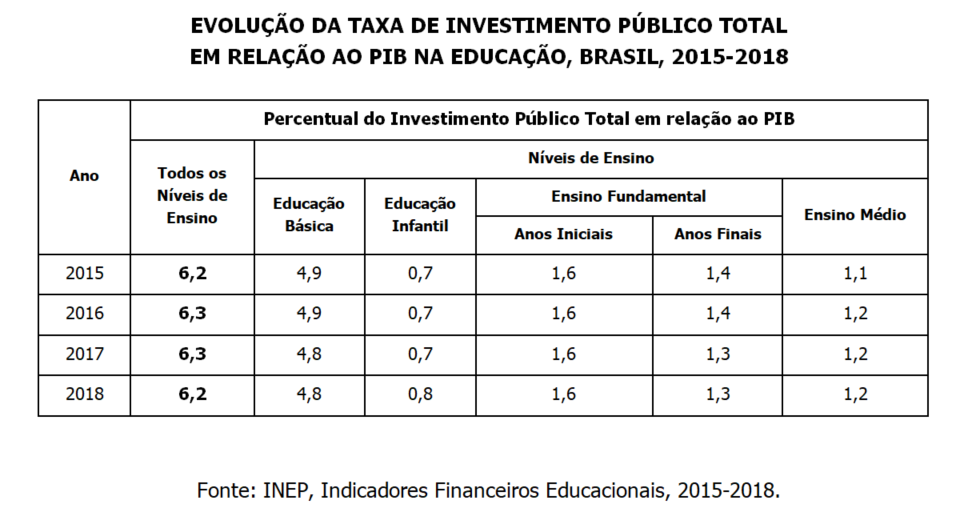 EVOLUÇÃO DA TAXA DE INVESTIMENTO PÚBLICO TOTAL
EM RELAÇÃO AO PIB NA EDUCAÇÃO, BRASIL, 2015-2018
Ano
Percentual do Investimento Público Total em relação ao PIB
Todos os
Níveis de
Ensino
Níveis de Ensino
Educação
Básica
Educação
Infantil
Ensino Fundamental
Anos Iniciais
Anos Finais
Ensino Médio
2015 6,2 4,9 0,7 1,6 1,4 1,1
2016 6,3 4,9 0,7 1,6 1,4 1,2
2017 6,3 4,8 0,7 1,6 1,3 1,2
2018 6,2 4,8 0,8 1,6 1,3 1,2
Fonte: INEP, Indicadores Financeiros Educacionais, 2015-2018.